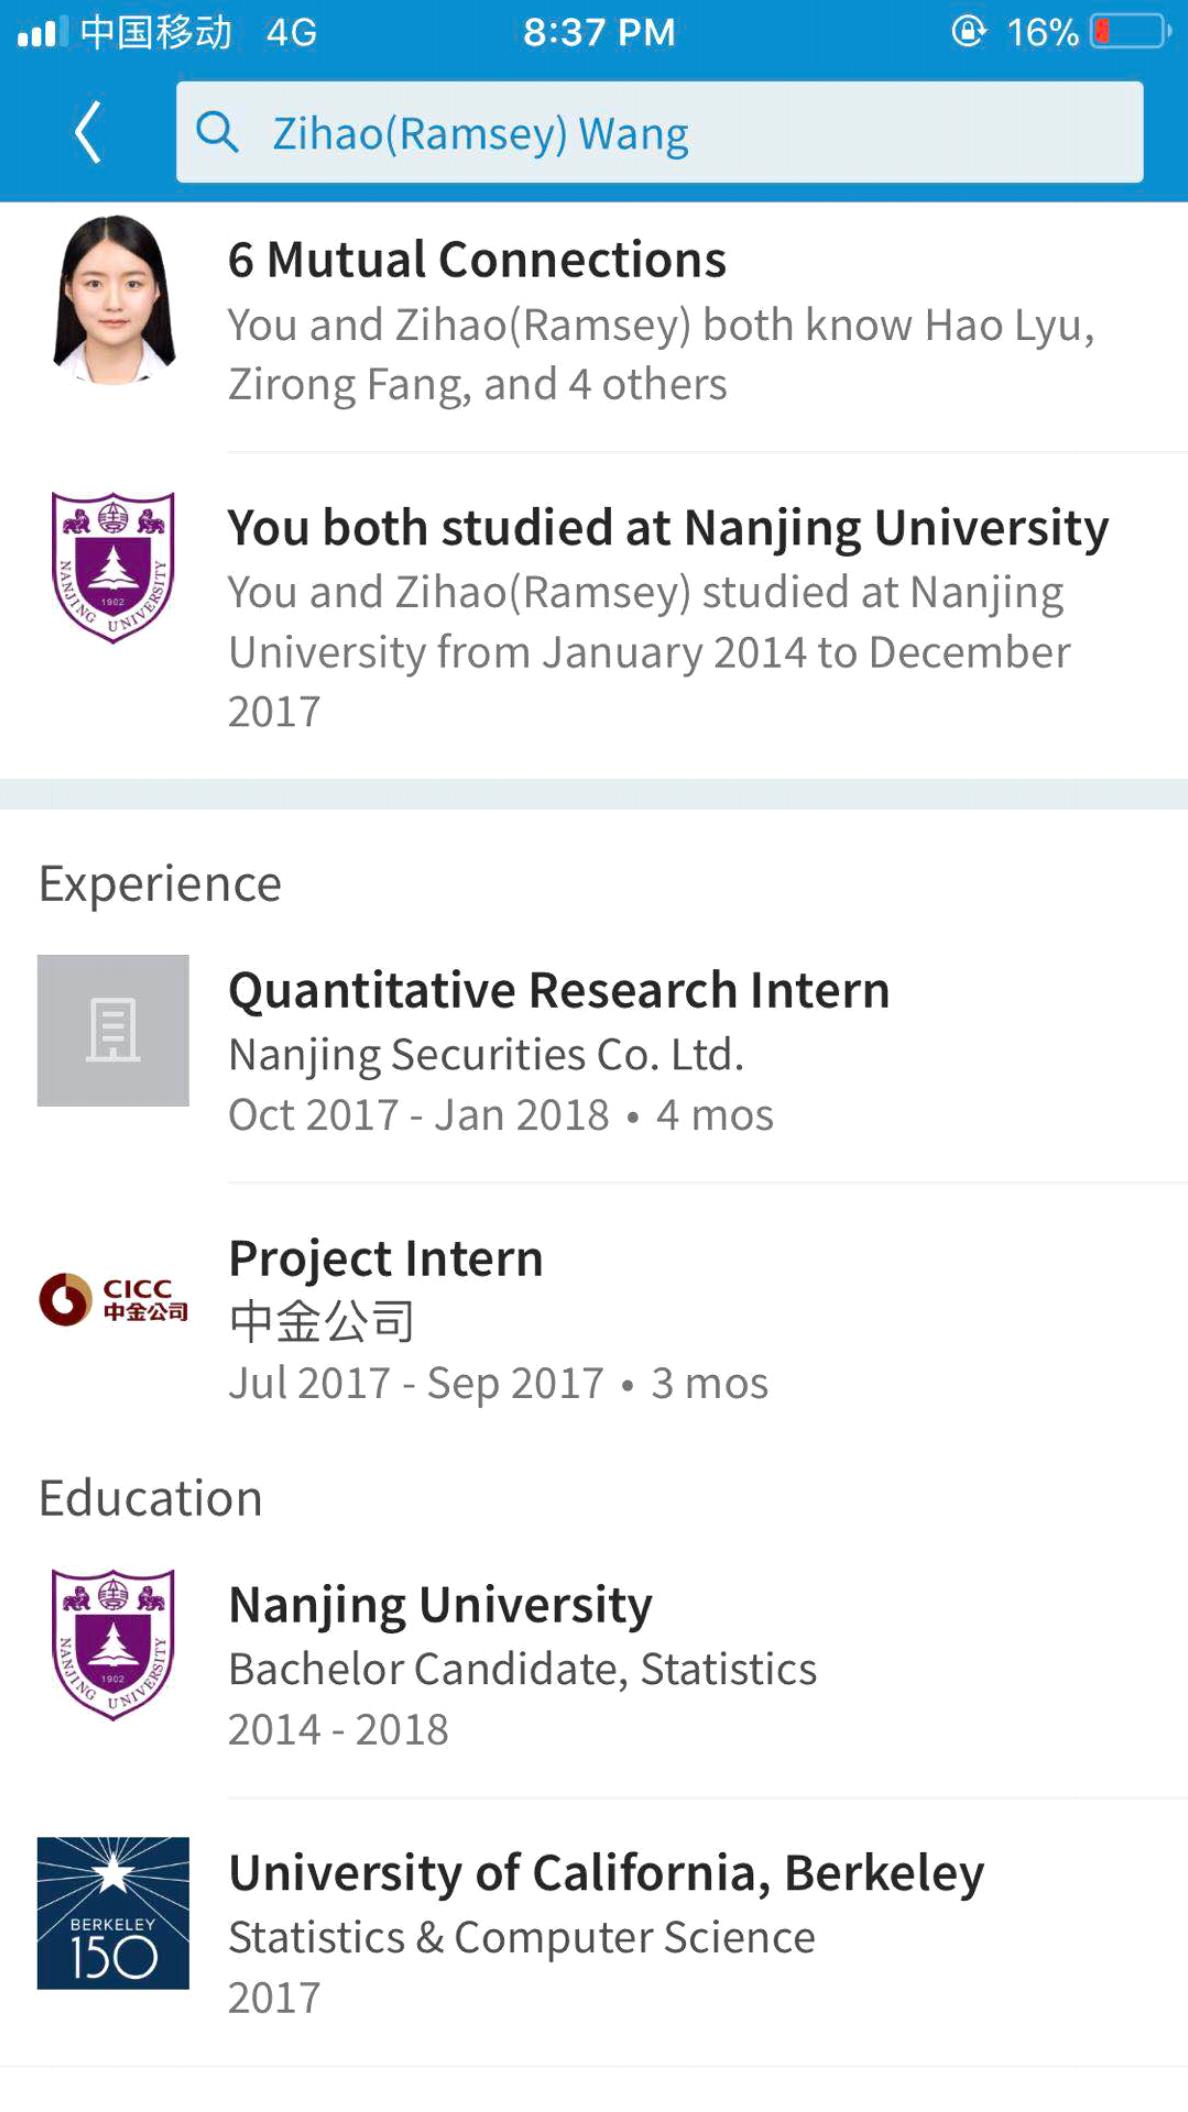 中国移动 4G 8:37 PM 16%
Zihao(Ramsey) Wang
6 Mutual Connections
You and Zihao(Ramsey) both know Hao Lyu,
Zirong Fang, and 4 others
NANJING UNIVERSITY
1902
You both studied at Nanjing University
You and Zihao(Ramsey) studied at Nanjing
University from January 2014 to December
2017
Experience
Quantitative Research Intern
Nanjing Securities Co. Ltd.
Oct 2017 - Jan 2018 • 4 mos
CICC
中金公司
Project Intern
中金公司
Jul 2017 - Sep 2017 • 3 mos
Education
NANJING UNIVERSITY
1902
Nanjing University
Bachelor Candidate, Statistics
2014 - 2018
BERKELEY
150
University of California, Berkeley
Statistics & Computer Science
2017